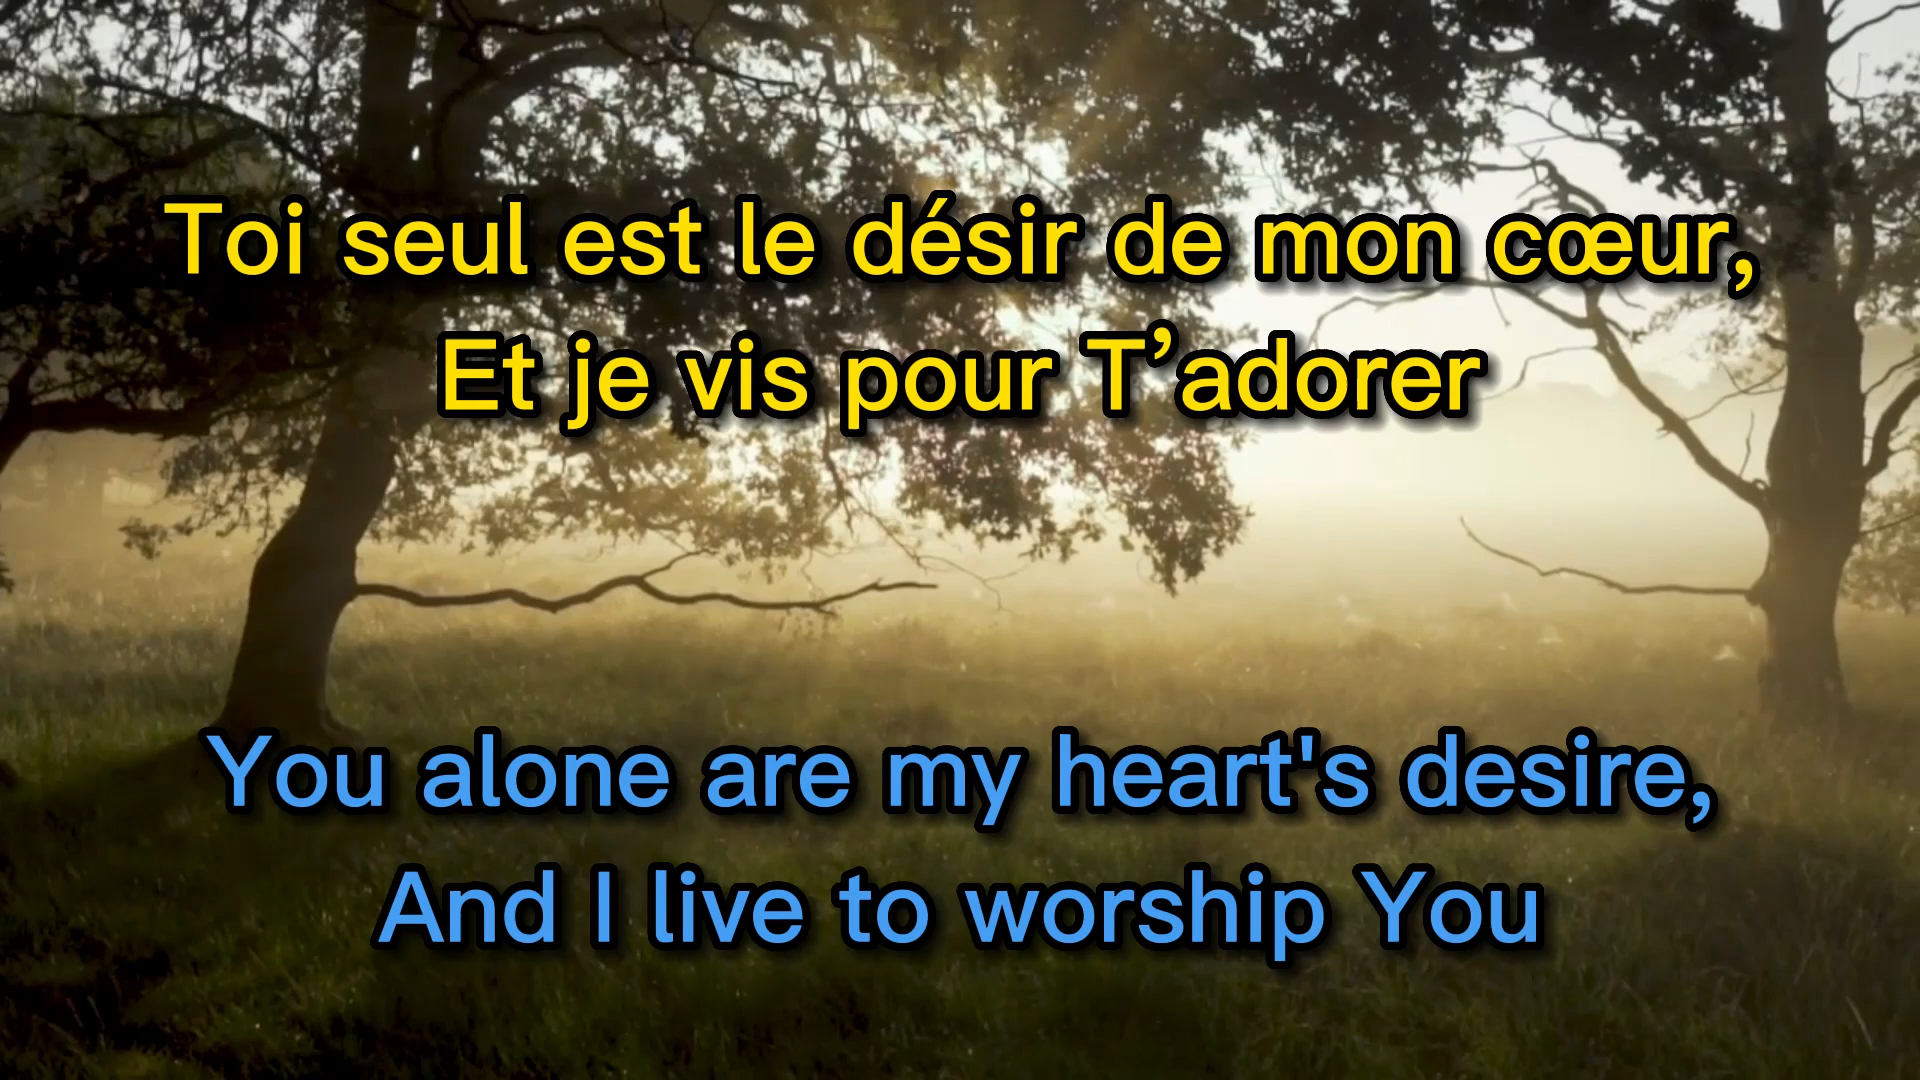 Toi seul est le désir de mon cœur,
Et je vis pour T’adorer
You alone are my heart's desire,
And I live to worship You